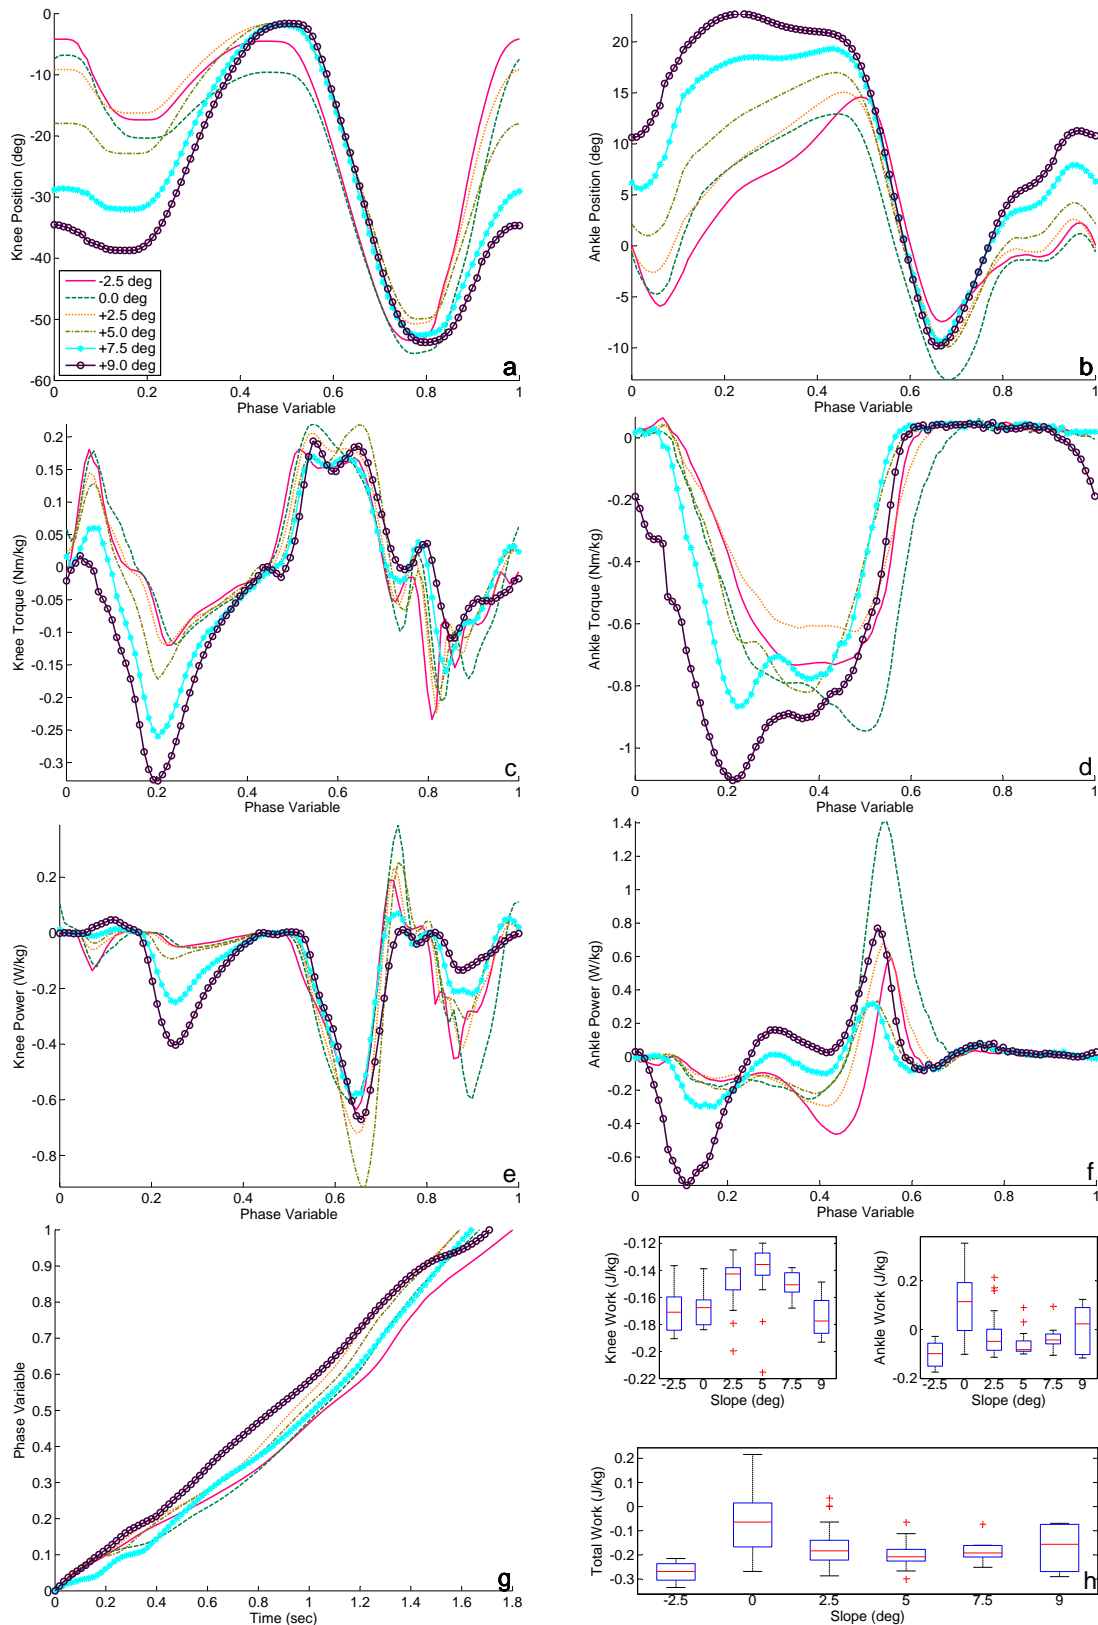 0
-10
-20
-30
-40
-50
-60
Knee Position (deg)
-2.5 deg
0.0 deg
+2.5 deg
+5.0 deg
+7.5 deg
+9.0 deg
a
0 0.2 0.4 0.6 0.8 1
Phase Variable
20
15
10
5
0
-5
-10
Ankle Position (deg)
b
0 0.2 0.4 0.6 0.8 1
Phase Variable
0.2
0.15
0.1
0.05
0
-0.05
-0.1
-0.15
-0.2
-0.25
-0.3
Knee Torque (Nm/kg)
c
0 0.2 0.4 0.6 0.8 1
Phase Variable
0
-0.2
-0.4
-0.6
-0.8
-1
Ankle Torque (Nm/kg)
d
0 0.2 0.4 0.6 0.8 1
Phase Variable
0.2
0
-0.2
-0.4
-0.6
-0.8
Knee Power (W/kg)
e
0 0.2 0.4 0.6 0.8 1
Phase Variable
1.4
1.2
1
0.8
0.6
0.4
0.2
0
-0.2
-0.4
-0.6
Ankle Power (W/kg)
f
0 0.2 0.4 0.6 0.8 1
Phase Variable
1
0.9
0.8
0.7
0.6
0.5
0.4
0.3
0.2
0.1
0
Phase Variable
g
0 0.2 0.4 0.6 0.8 1 1.2 1.4 1.6 1.8
Time (sec)
-0.12
-0.14
-0.16
-0.18
-0.2
-0.22
Knee Work (J/kg)
-2.5 0 2.5 5 7.5 9
Slope (deg)
0.2
0
-0.2
Ankle Work (J/kg)
-2.5 0 2.5 5 7.5 9
Slope (deg)
0.2
0.1
0
-0.1
-0.2
-0.3
Total Work (J/kg)
h
-2.5 0 2.5 5 7.5 9
Slope (deg)